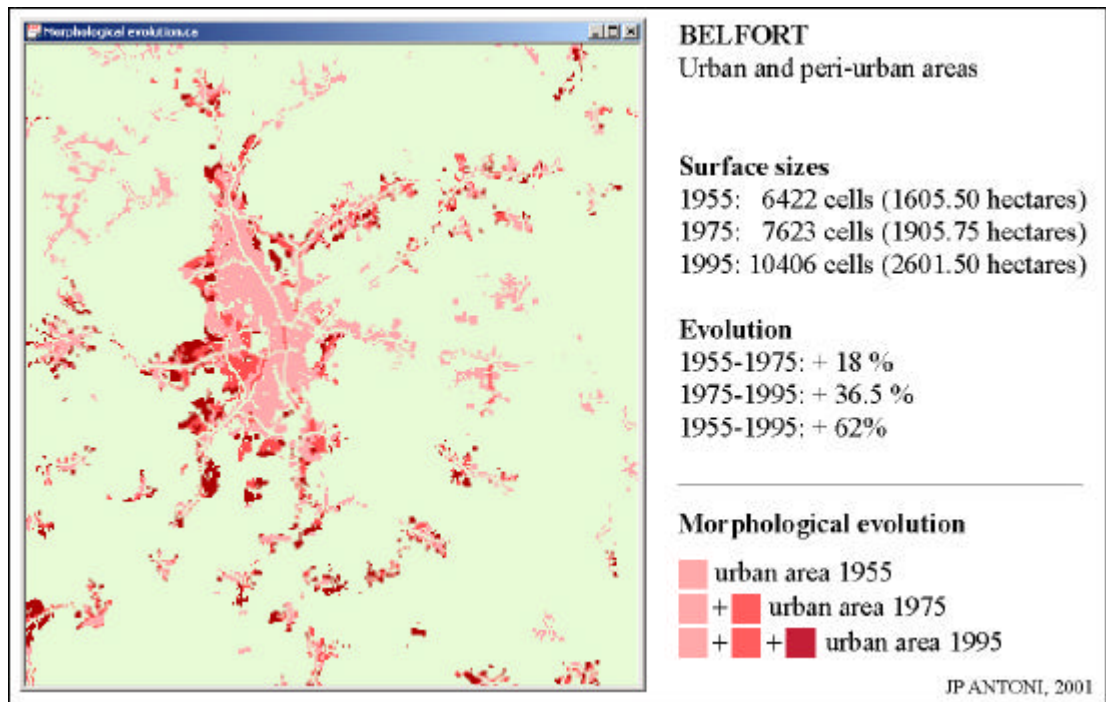 Morphological evolution.ca
BELFORT
Urban and peri-urban areas
Surface sizes
1955: 6422 cells (1605.50 hectares)
1975: 7623 cells (1905.75 hectares)
1995: 10406 cells (2601.50 hectares)
Evolution
1955-1975: + 18 %
1975-1995: + 36.5 %
1955-1995: + 62%
Morphological evolution
urban area 1955
+ urban area 1975
+ + urban area 1995
JP ANTONI, 2001